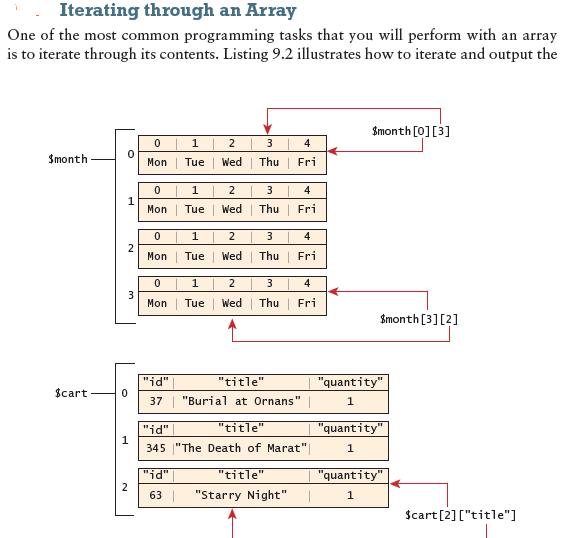 Iterating through an Array
One of the most common programming tasks that you will perform with an array
is to iterate through its contents. Listing 9.2 illustrates how to iterate and output the
$month[0][3]
$month
0
0 1 2 3 4
Mon Tue Wed Thu Fri
1
0 1 2 3 4
Mon Tue Wed Thu Fri
2
0 1 2 3 4
Mon Tue Wed Thu Fri
3
0 1 2 3 4
Mon Tue Wed Thu Fri
$month[3][2]
$cart
0
"id" "title" "quantity"
37 "Burial at Ornans" 1
1
"id" "title" "quantity"
345 "The Death of Marat" 1
2
"id" "title" "quantity"
63 "Starry Night" 1
$cart[2]["title"]